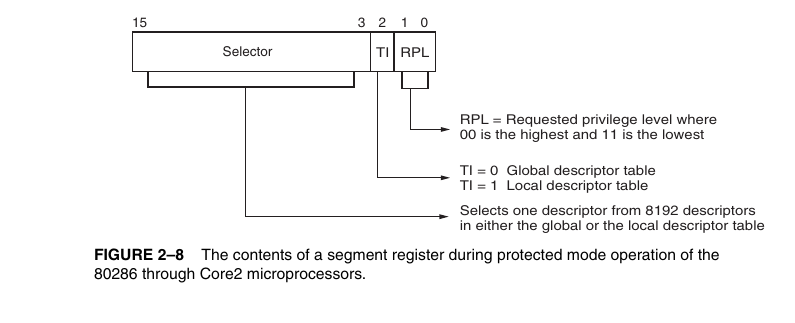 15 3 2 1 0
Selector TI RPL
RPL = Requested privilege level where
00 is the highest and 11 is the lowest
TI = 0 Global descriptor table
TI = 1 Local descriptor table
Selects one descriptor from 8192 descriptors
in either the global or the local descriptor table
FIGURE 2–8 The contents of a segment register during protected mode operation of the
80286 through Core2 microprocessors.